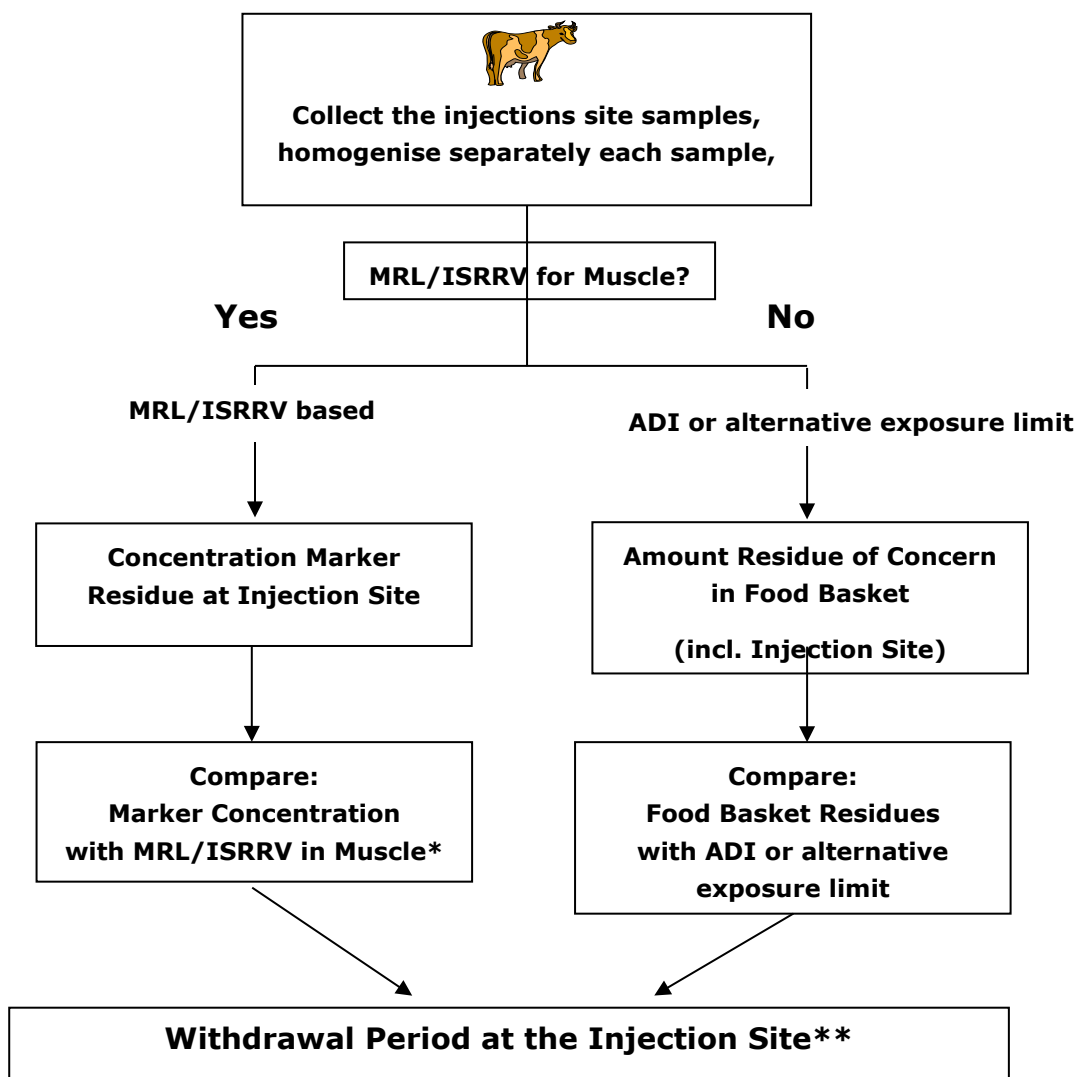 Collect the injections site samples,
homogenise separately each sample,
MRL/ISRRV for Muscle?
Yes
No
MRL/ISRRV based
ADI or alternative exposure limit
Concentration Marker
Residue at Injection Site
Amount Residue of Concern
in Food Basket
(incl. Injection Site)
Compare:
Marker Concentration
with MRL/ISRRV in Muscle*
Compare:
Food Basket Residues
with ADI or alternative
exposure limit
Withdrawal Period at the Injection Site**